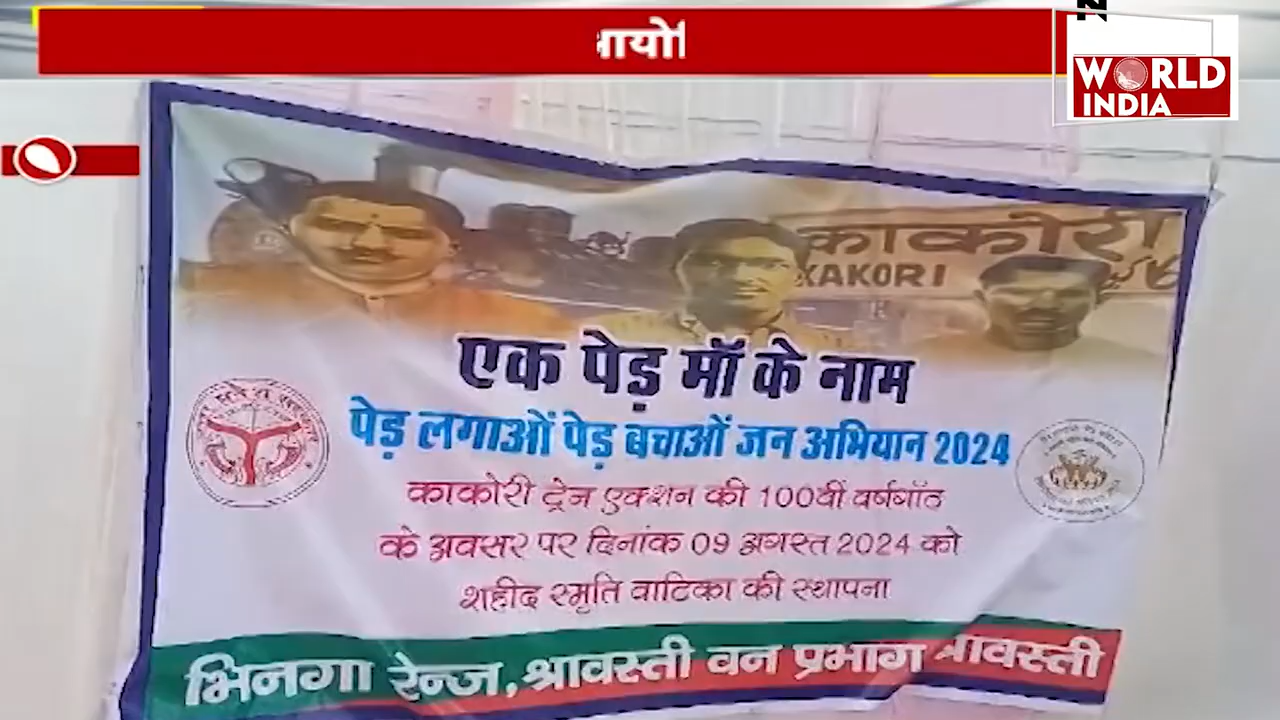 WORLD
INDIA
काकोरी
KAKORI
एक पेड़ मॉ के नाम
पेड़ लगाओं पेड़ बचाओं जन अभियान 2024
काकोरी ट्रेन एक्शन की 100वीं वर्षगॉठ
के अवसर पर दिनांक 09 अगस्त 2024 को
शहीद स्मृति वाटिका की स्थापना
भिनगा रेन्ज, श्रावस्ती वन प्रभाग श्रावस्ती